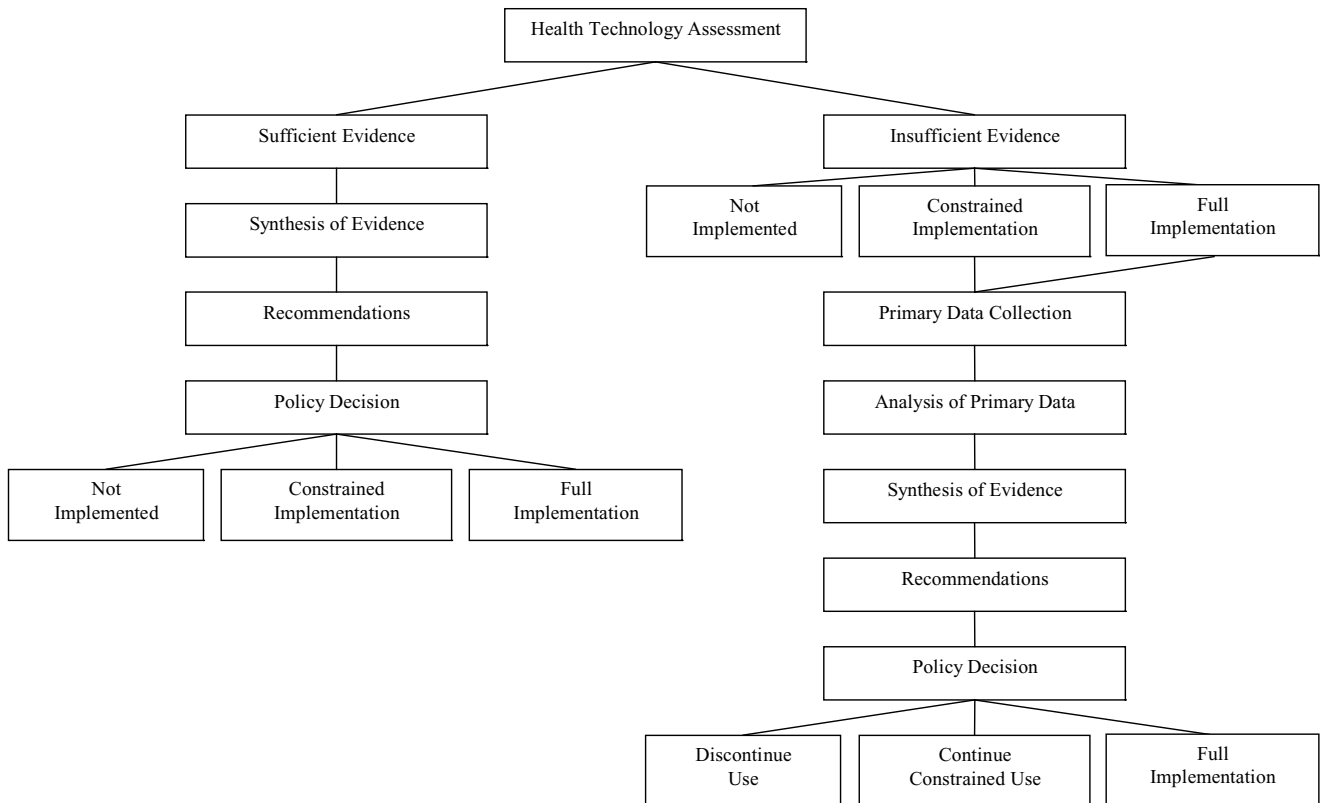 Health Technology Assessment
Sufficient Evidence
Insufficient Evidence
Synthesis of Evidence
Not
Implemented
Constrained
Implementation
Full
Implementation
Recommendations
Primary Data Collection
Policy Decision
Analysis of Primary Data
Not
Implemented
Constrained
Implementation
Full
Implementation
Synthesis of Evidence
Recommendations
Policy Decision
Discontinue
Use
Continue
Constrained Use
Full
Implementation